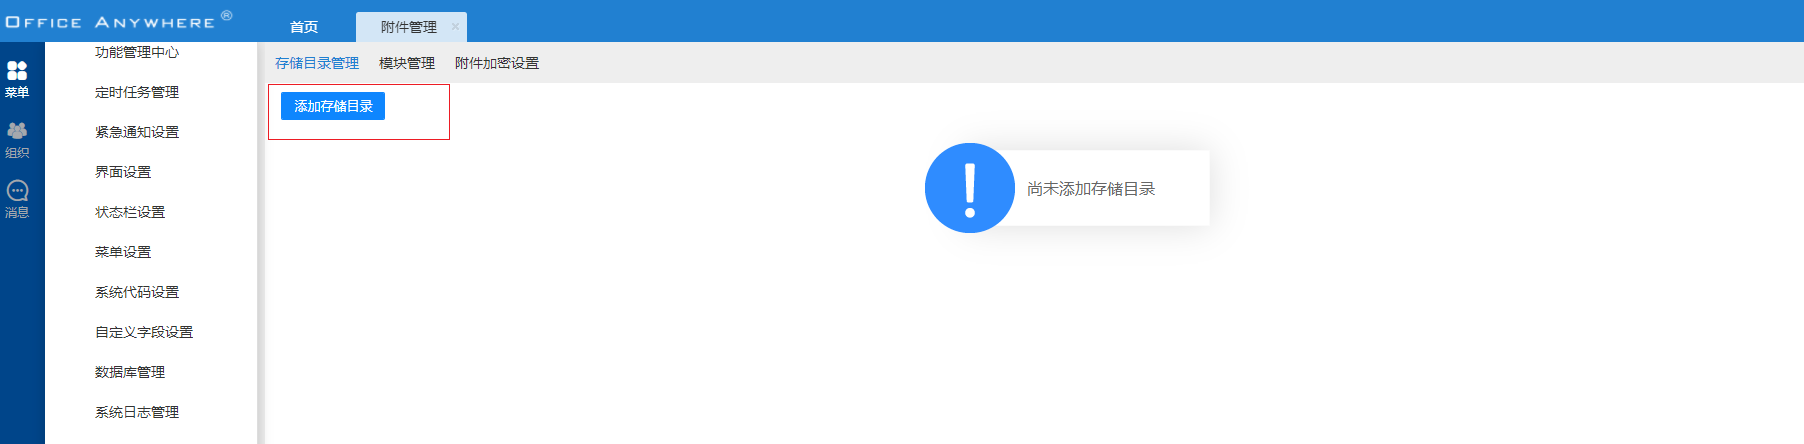 OFFICE ANYWHERE®
首页
附件管理 ×
菜单
组织
消息
功能管理中心
定时任务管理
紧急通知设置
界面设置
状态栏设置
菜单设置
系统代码设置
自定义字段设置
数据库管理
系统日志管理
存储目录管理 模块管理 附件加密设置
添加存储目录
尚未添加存储目录